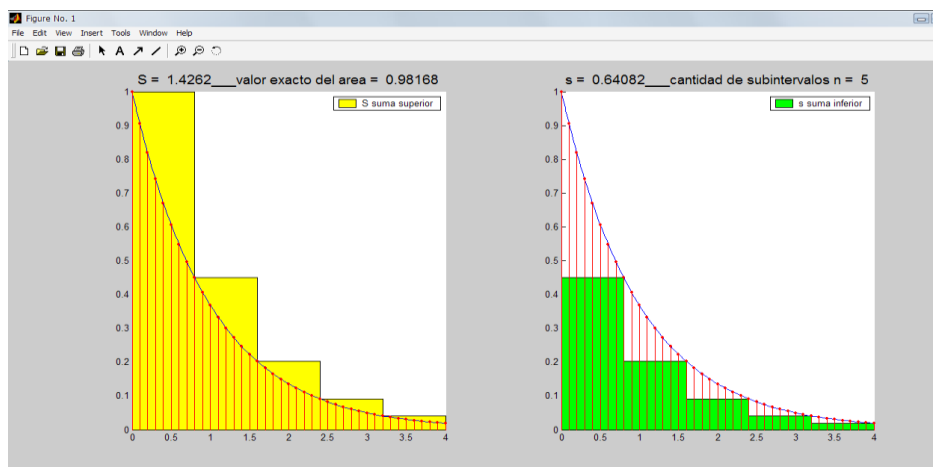 Figure No. 1
File Edit View Insert Tools Window Help
S = 1.4262___valor exacto del area = 0.98168
S suma superior
1
0.9
0.8
0.7
0.6
0.5
0.4
0.3
0.2
0.1
0
0 0.5 1 1.5 2 2.5 3 3.5 4
s = 0.64082___cantidad de subintervalos n = 5
s suma inferior
1
0.9
0.8
0.7
0.6
0.5
0.4
0.3
0.2
0.1
0
0 0.5 1 1.5 2 2.5 3 3.5 4